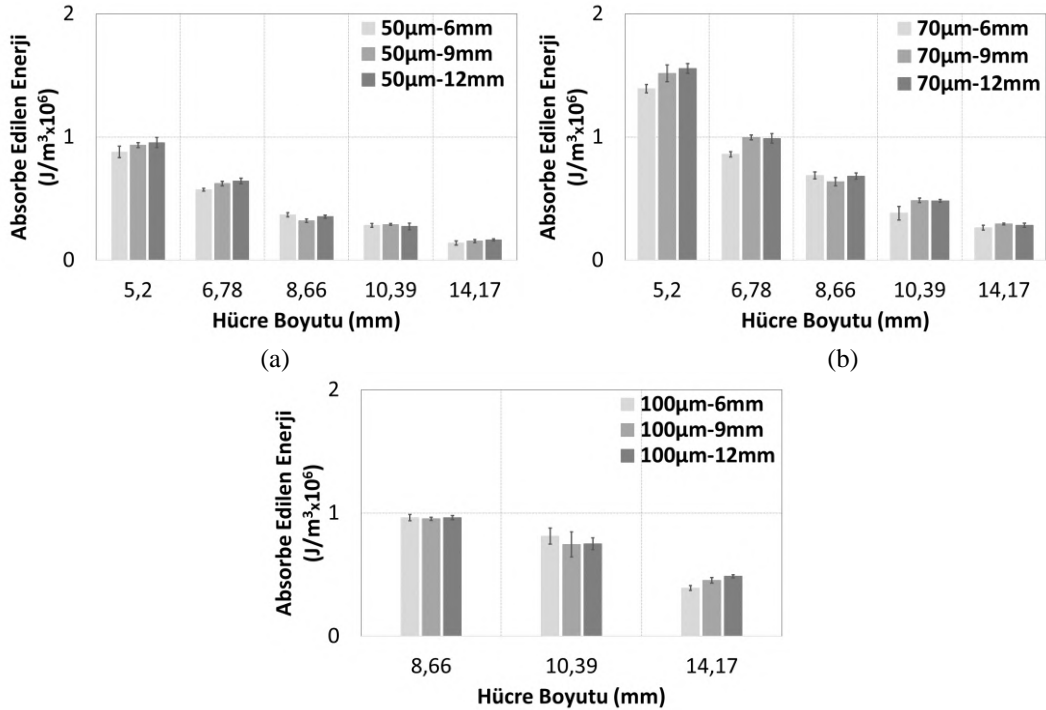 2
1
0
Absorbe Edilen Enerji
(J/m³x10⁶)
50µm-6mm
50µm-9mm
50µm-12mm
5,2 6,78 8,66 10,39 14,17
Hücre Boyutu (mm)
(a)
2
1
0
Absorbe Edilen Enerji
(J/m³x10⁶)
70µm-6mm
70µm-9mm
70µm-12mm
5,2 6,78 8,66 10,39 14,17
Hücre Boyutu (mm)
(b)
2
1
0
Absorbe Edilen Enerji
(J/m³x10⁶)
100µm-6mm
100µm-9mm
100µm-12mm
8,66 10,39 14,17
Hücre Boyutu (mm)